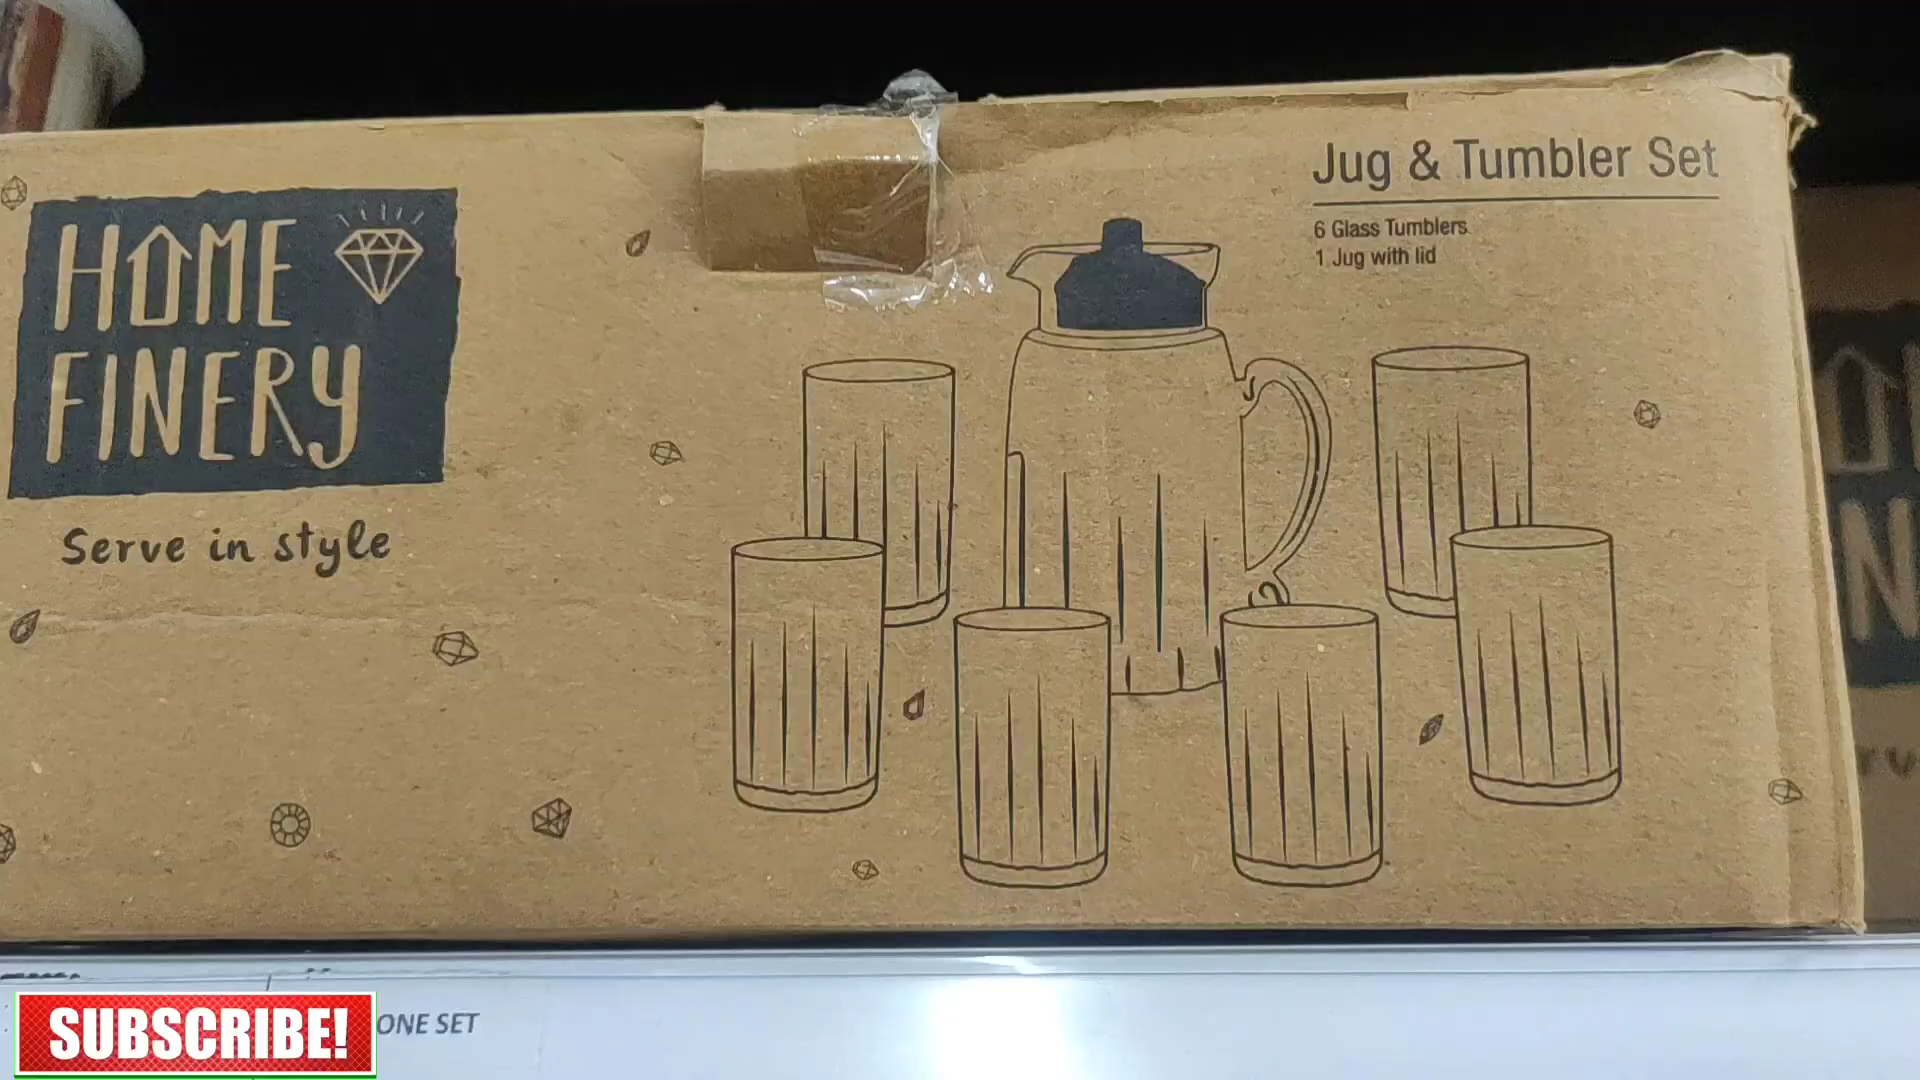 HOME
FINERY
Serve in style
Jug & Tumbler Set
6 Glass Tumblers
1 Jug with lid
SUBSCRIBE!
ONE SET